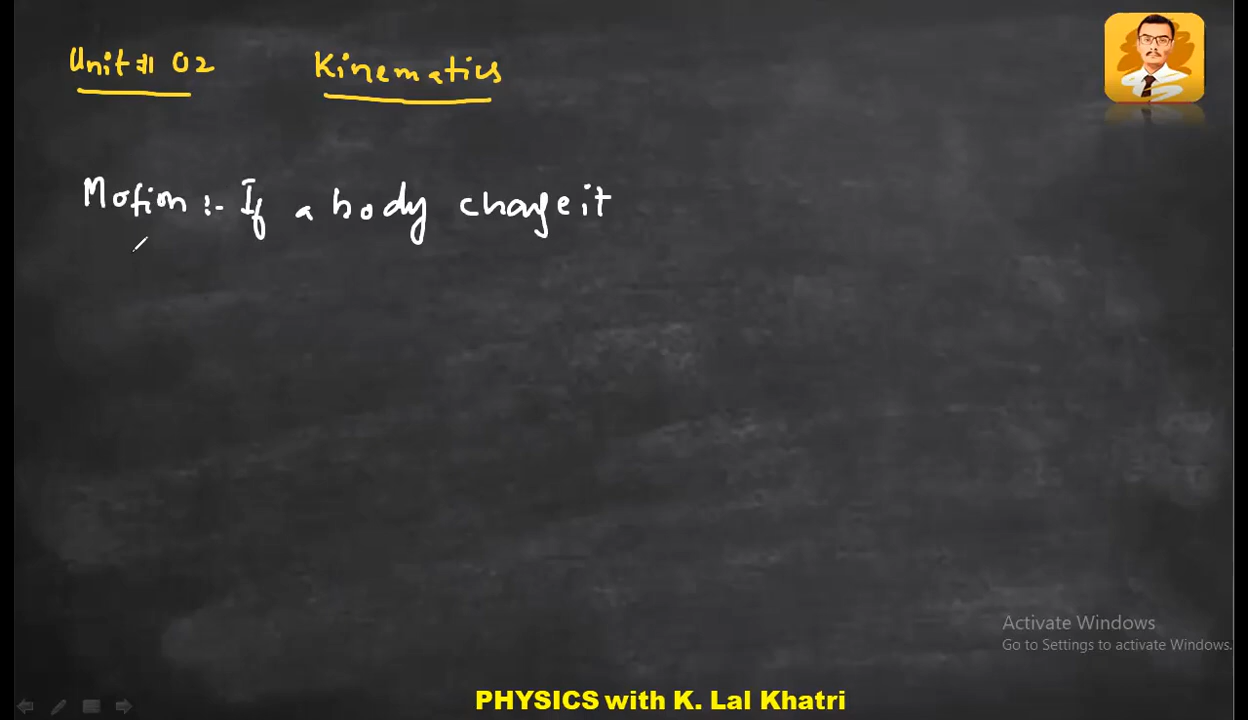 Unit # 02 Kinematics
Motion :- If a body chage it
Activate Windows
Go to Settings to activate Windows.
PHYSICS with K. Lal Khatri